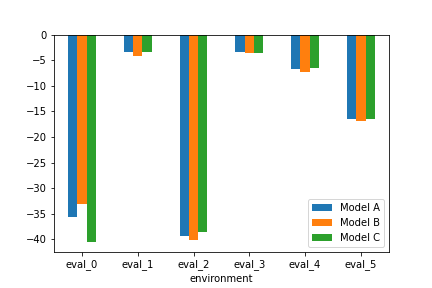 0
−5
−10
−15
−20
−25
−30
−35
−40
Model A
Model B
Model C
eval_0 eval_1 eval_2 eval_3 eval_4 eval_5
environment